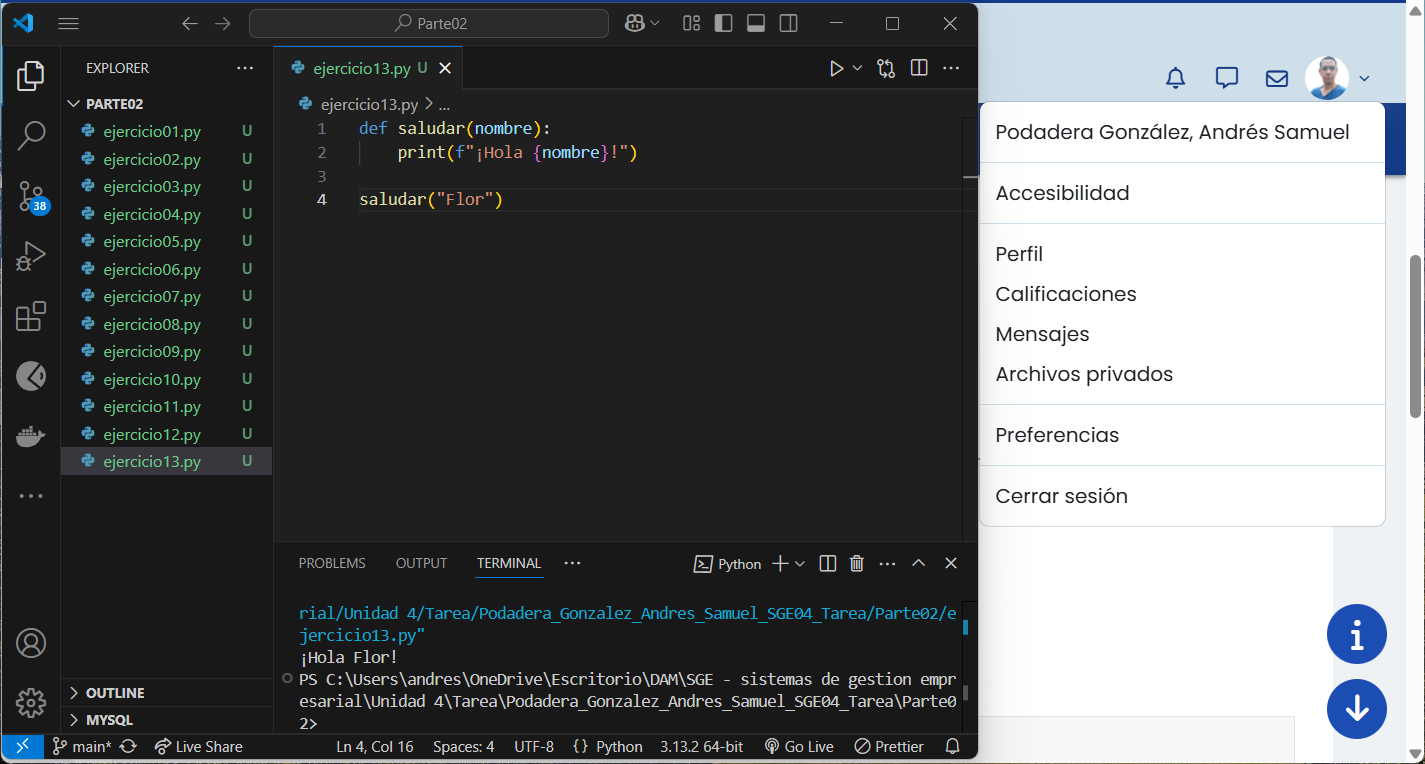 Parte02
EXPLORER
PARTE02
ejercicio01.py U
ejercicio02.py U
ejercicio03.py U
ejercicio04.py U
ejercicio05.py U
ejercicio06.py U
ejercicio07.py U
ejercicio08.py U
ejercicio09.py U
ejercicio10.py U
ejercicio11.py U
ejercicio12.py U
ejercicio13.py U
38
OUTLINE
MYSQL
ejercicio13.py U
ejercicio13.py > ...
1 def saludar(nombre):
2 print(f"¡Hola {nombre}!")
3
4 saludar("Flor")
PROBLEMS OUTPUT TERMINAL ... Python
rial/Unidad 4/Tarea/Podadera_Gonzalez_Andres_Samuel_SGE04_Tarea/Parte02/e
jercicio13.py"
¡Hola Flor!
PS C:\Users\andres\OneDrive\Escritorio\DAM\SGE - sistemas de gestion empr
esarial\Unidad 4\Tarea\Podadera_Gonzalez_Andres_Samuel_SGE04_Tarea\Parte0
2>
main* Live Share Ln 4, Col 16 Spaces: 4 UTF-8 {} Python 3.13.2 64-bit Go Live Prettier
Podadera González, Andrés Samuel
Accesibilidad
Perfil
Calificaciones
Mensajes
Archivos privados
Preferencias
Cerrar sesión